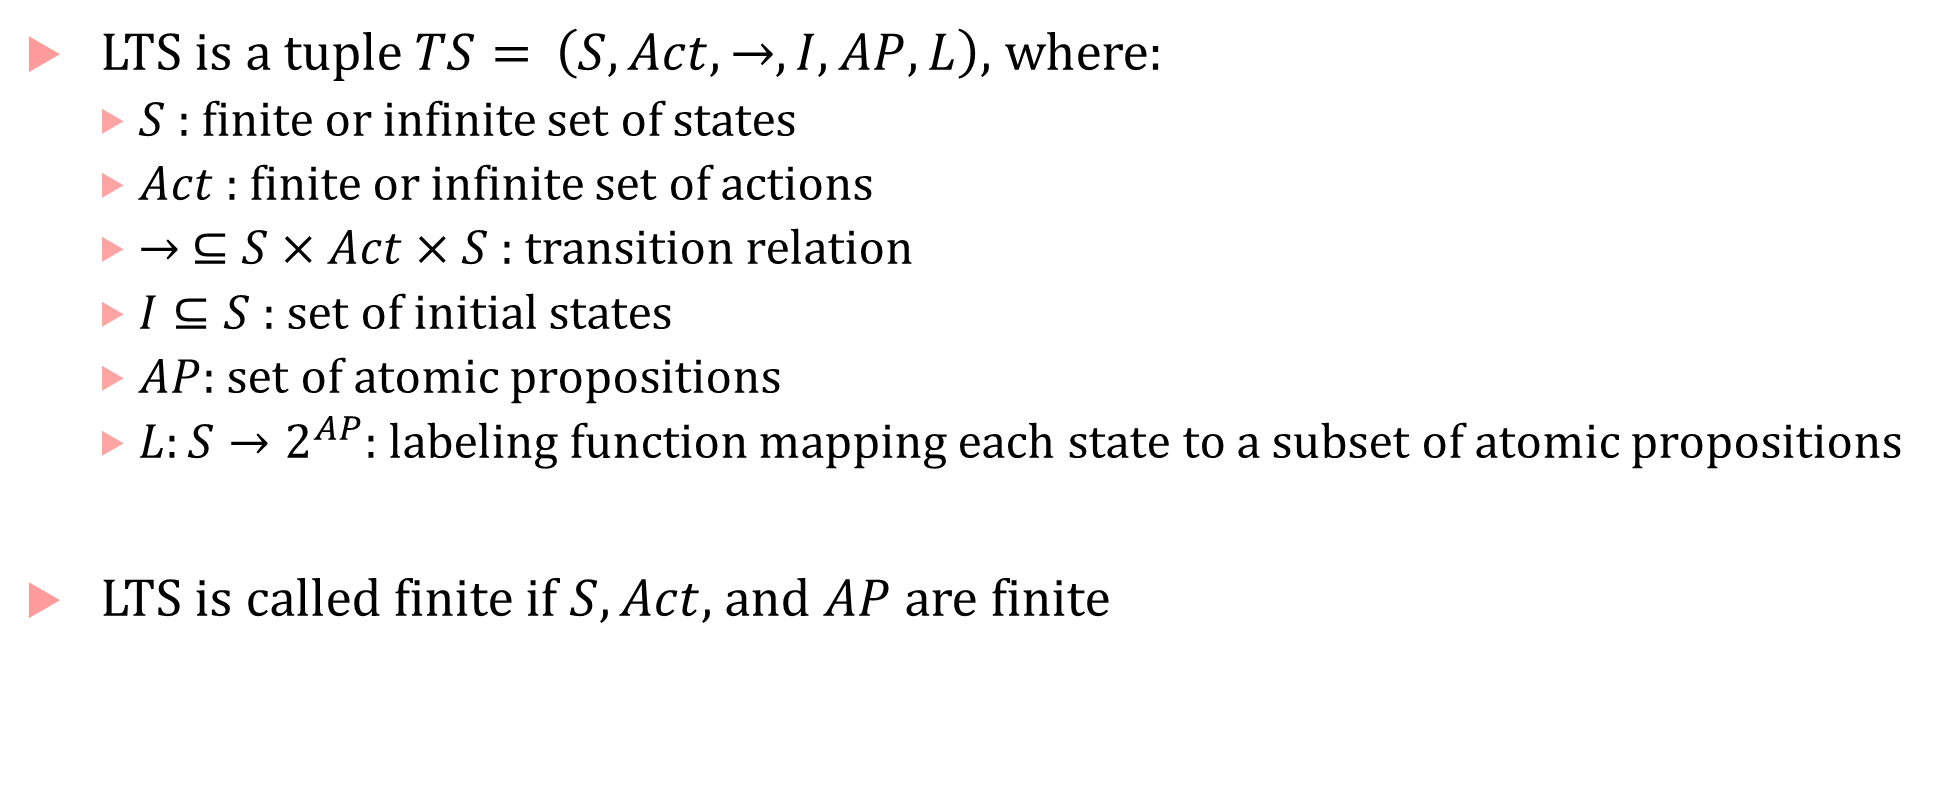 LTS is a tuple 𝑇𝑆 = (𝑆, 𝐴𝑐𝑡, →, 𝐼, 𝐴𝑃, 𝐿), where:
𝑆 : finite or infinite set of states
𝐴𝑐𝑡 : finite or infinite set of actions
→ ⊆ 𝑆 × 𝐴𝑐𝑡 × 𝑆 : transition relation
𝐼 ⊆ 𝑆 : set of initial states
𝐴𝑃: set of atomic propositions
𝐿: 𝑆 → 2^𝐴𝑃: labeling function mapping each state to a subset of atomic propositions
LTS is called finite if 𝑆, 𝐴𝑐𝑡, and 𝐴𝑃 are finite